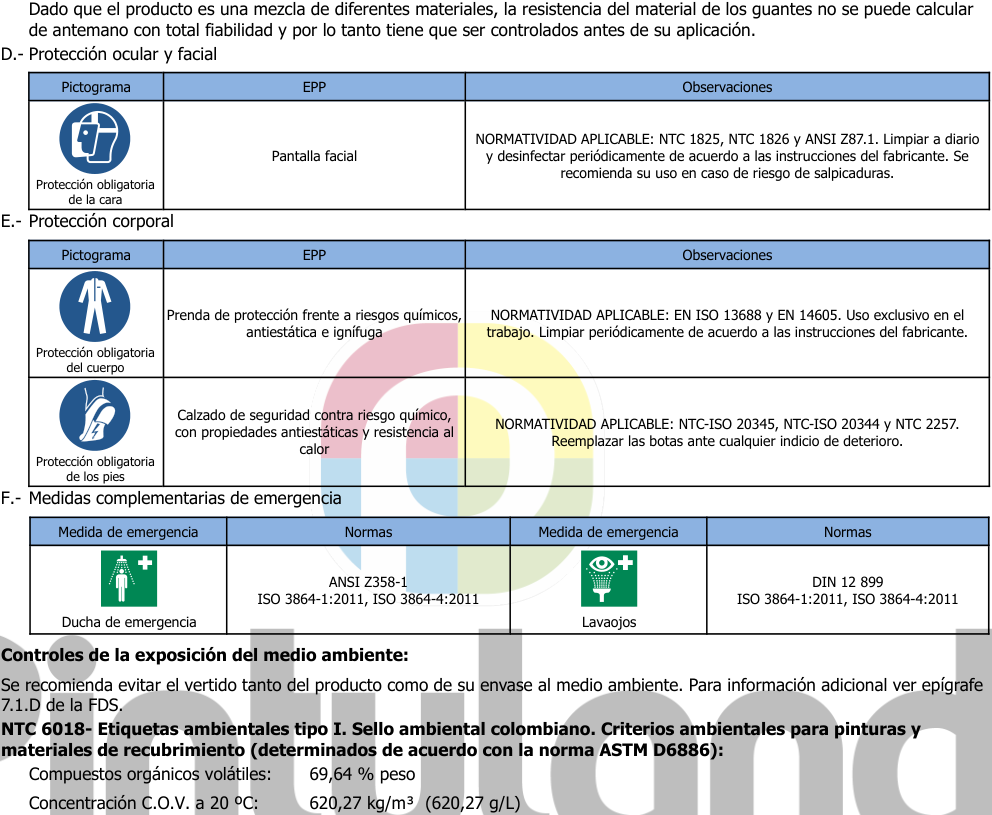 Dado que el producto es una mezcla de diferentes materiales, la resistencia del material de los guantes no se puede calcular
de antemano con total fiabilidad y por lo tanto tiene que ser controlados antes de su aplicación.
D.- Protección ocular y facial
Pictograma EPP Observaciones
Protección obligatoria
de la cara
Pantalla facial
NORMATIVIDAD APLICABLE: NTC 1825, NTC 1826 y ANSI Z87.1. Limpiar a diario
y desinfectar periódicamente de acuerdo a las instrucciones del fabricante. Se
recomienda su uso en caso de riesgo de salpicaduras.
E.- Protección corporal
Pictograma EPP Observaciones
Protección obligatoria
del cuerpo
Prenda de protección frente a riesgos químicos,
antiestática e ignífuga
NORMATIVIDAD APLICABLE: EN ISO 13688 y EN 14605. Uso exclusivo en el
trabajo. Limpiar periódicamente de acuerdo a las instrucciones del fabricante.
Protección obligatoria
de los pies
Calzado de seguridad contra riesgo químico,
con propiedades antiestáticas y resistencia al
calor
NORMATIVIDAD APLICABLE: NTC-ISO 20345, NTC-ISO 20344 y NTC 2257.
Reemplazar las botas ante cualquier indicio de deterioro.
F.- Medidas complementarias de emergencia
Medida de emergencia Normas Medida de emergencia Normas
Ducha de emergencia
ANSI Z358-1
ISO 3864-1:2011, ISO 3864-4:2011
Lavaojos
DIN 12 899
ISO 3864-1:2011, ISO 3864-4:2011
Controles de la exposición del medio ambiente:
Se recomienda evitar el vertido tanto del producto como de su envase al medio ambiente. Para información adicional ver epígrafe
7.1.D de la FDS.
NTC 6018- Etiquetas ambientales tipo I. Sello ambiental colombiano. Criterios ambientales para pinturas y
materiales de recubrimiento (determinados de acuerdo con la norma ASTM D6886):
Compuestos orgánicos volátiles: 69,64 % peso
Concentración C.O.V. a 20 ºC: 620,27 kg/m³ (620,27 g/L)
Pintuland